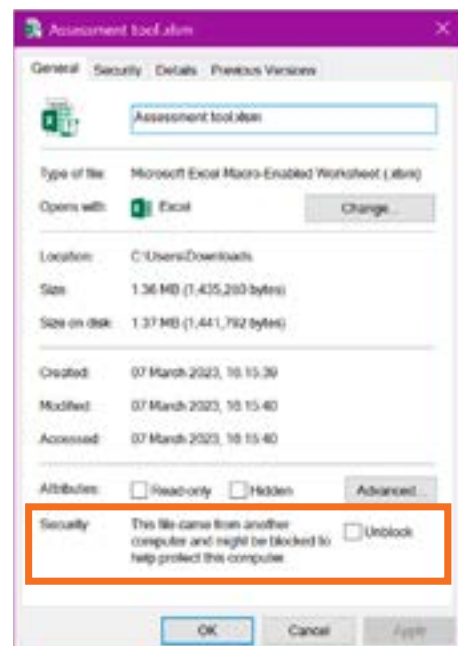 Assessment tool.xlsm
General Security Details Previous Versions
Assessment tool.xlsm
Type of file: Microsoft Excel Macro-Enabled Worksheet (.xlsm)
Opens with: Excel Change...
Location: C:\Users\Downloads
Size: 1.36 MB
Size on disk: 1.37 MB (1,441,792 bytes)
Created: 07 March 2023, 16:15:39
Modified: 07 March 2023, 16:15:40
Accessed: 07 March 2023, 16:15:40
Attributes: Read-only Hidden Advanced...
Security: This file came from another
computer and might be blocked to
help protect this computer.
Unblock
OK Cancel Apply